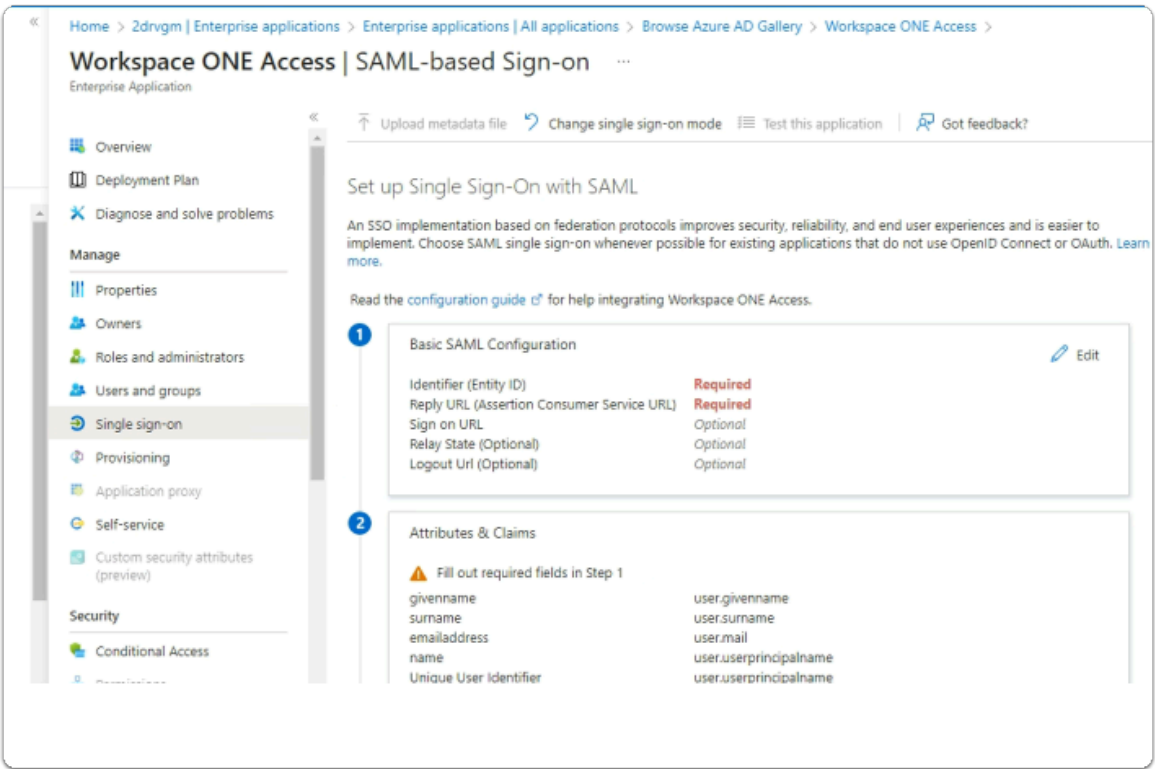 Home > 2drvgm | Enterprise applications > Enterprise applications | All applications > Browse Azure AD Gallery > Workspace ONE Access >
Workspace ONE Access | SAML-based Sign-on ...
Enterprise Application
Overview
Deployment Plan
Diagnose and solve problems
Manage
Properties
Owners
Roles and administrators
Users and groups
Single sign-on
Provisioning
Application proxy
Self-service
Custom security attributes
(preview)
Security
Conditional Access
Permissions
Upload metadata file Change single sign-on mode Test this application | Got feedback?
Set up Single Sign-On with SAML
An SSO implementation based on federation protocols improves security, reliability, and end user experiences and is easier to
implement. Choose SAML single sign-on whenever possible for existing applications that do not use OpenID Connect or OAuth. Learn
more.
Read the configuration guide for help integrating Workspace ONE Access.
1
Basic SAML Configuration
Edit
Identifier (Entity ID) Required
Reply URL (Assertion Consumer Service URL) Required
Sign on URL Optional
Relay State (Optional) Optional
Logout Url (Optional) Optional
2
Attributes & Claims
Fill out required fields in Step 1
givenname user.givenname
surname user.surname
emailaddress user.mail
name user.userprincipalname
Unique User Identifier user.userprincipalname